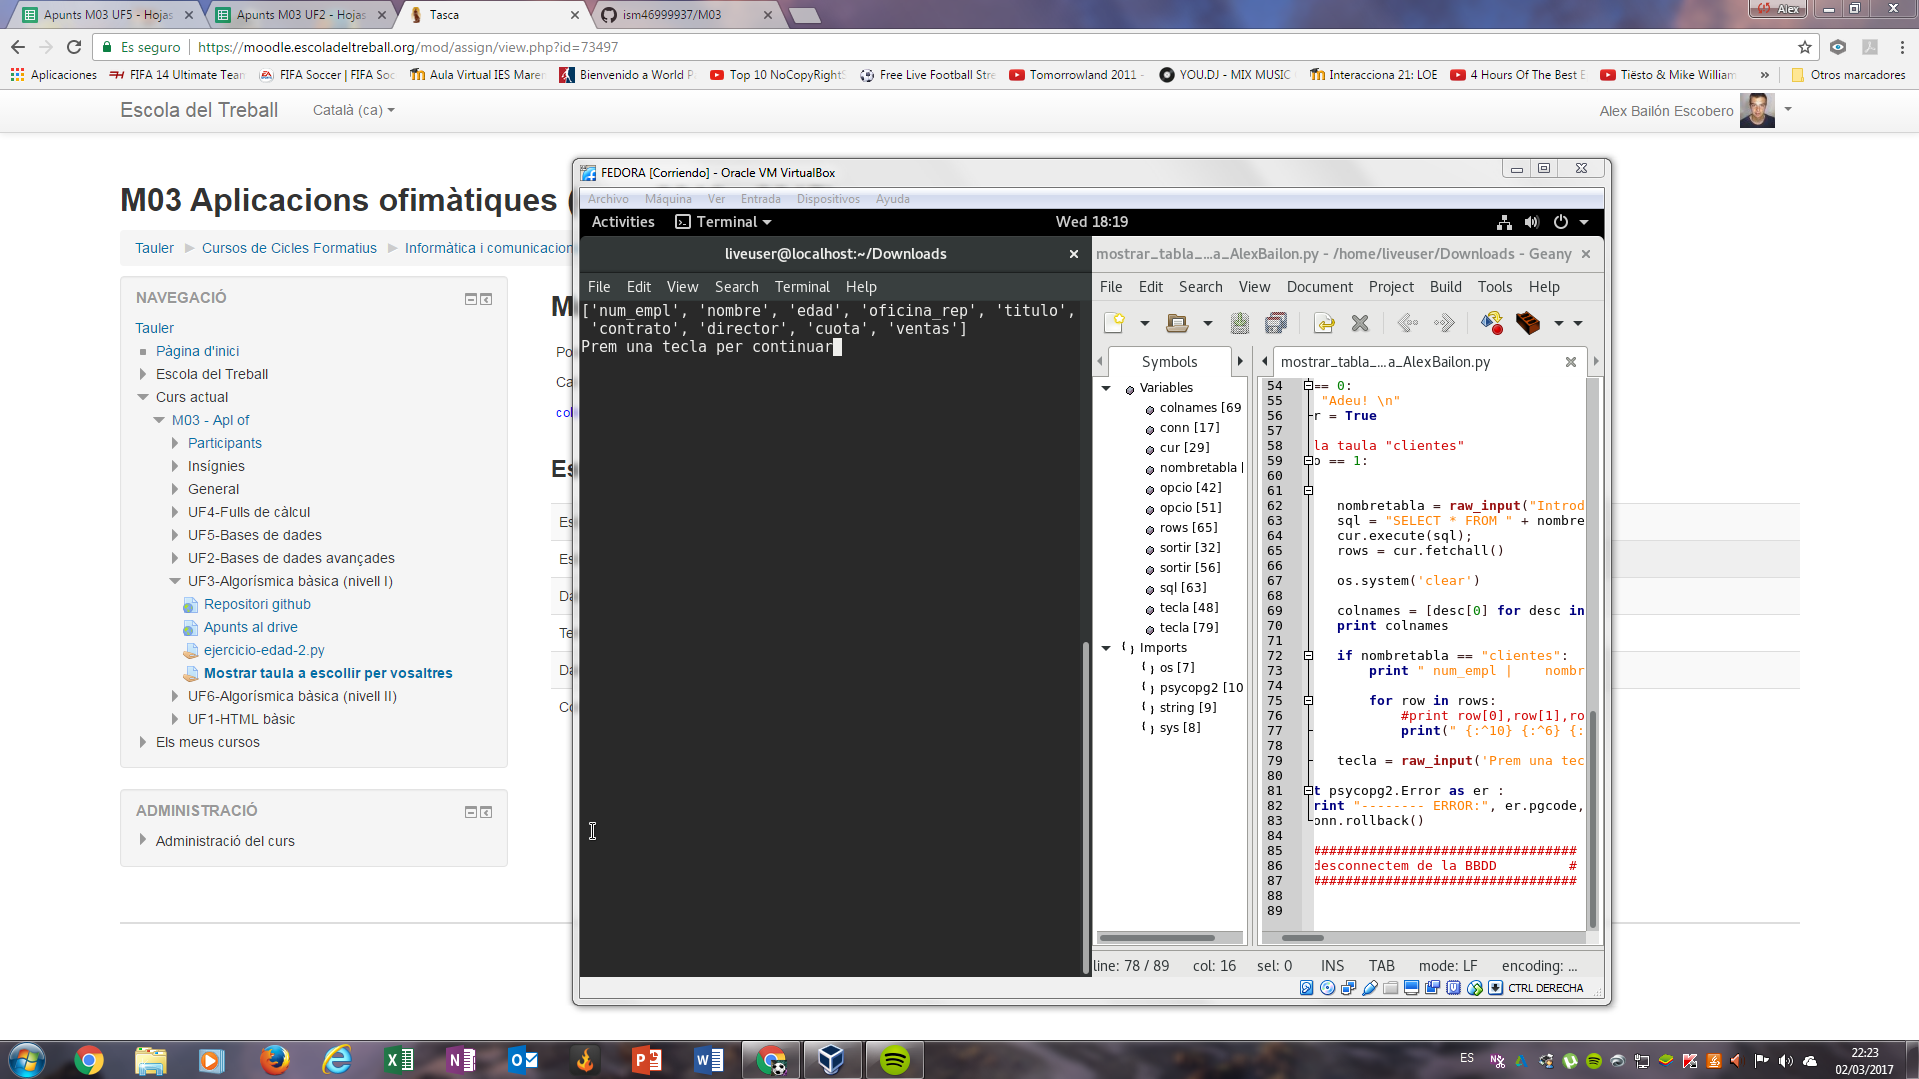 Apunts M03 UF5 - Hojas
Apunts M03 UF2 - Hojas
Tasca
ism46999937/M03
Alex
Es seguro
https://moodle.escoladeltreball.org/mod/assign/view.php?id=73497
Aplicaciones
FIFA 14 Ultimate Tean
FIFA Soccer | FIFA Soc
Aula Virtual IES Marer
Bienvenido a World P
Top 10 NoCopyRight
Free Live Football Stre
Tomorrowland 2011 -
YOU.DJ - MIX MUSIC
Interacciona 21: LOE
4 Hours Of The Best E
Tiësto & Mike William
»
Otros marcadores
Escola del Treball
Català (ca)
Alex Bailón Escobero
M03 Aplicacions ofimàtiques (
Tauler
Cursos de Cicles Formatius
Informàtica i comunicacion
NAVEGACIÓ
Tauler
Pàgina d'inici
Escola del Treball
Curs actual
M03 - Apl of
Participants
Insígnies
General
UF4-Fulls de càlcul
UF5-Bases de dades
UF2-Bases de dades avançades
UF3-Algorísmica bàsica (nivell I)
Repositori github
Apunts al drive
ejercicio-edad-2.py
Mostrar taula a escollir per vosaltres
UF6-Algorísmica bàsica (nivell II)
UF1-HTML bàsic
Els meus cursos
ADMINISTRACIÓ
Administració del curs
M
Po
Ca
col
Es
Es
Es
Da
Te
Da
Co
FEDORA [Corriendo] - Oracle VM VirtualBox
Archivo
Máquina
Ver
Entrada
Dispositivos
Ayuda
Activities
Terminal
Wed 18:19
liveuser@localhost:~/Downloads
File Edit View Search Terminal Help
['num_empl', 'nombre', 'edad', 'oficina_rep', 'titulo',
'contrato', 'director', 'cuota', 'ventas']
Prem una tecla per continuar
mostrar_tabla_...a_AlexBailon.py - /home/liveuser/Downloads - Geany
File Edit Search View Document Project Build Tools Help
Symbols
mostrar_tabla_...a_AlexBailon.py
Variables
colnames [69
conn [17]
cur [29]
nombretabla [
opcio [42]
opcio [51]
rows [65]
sortir [32]
sortir [56]
sql [63]
tecla [48]
tecla [79]
Imports
os [7]
psycopg2 [10
string [9]
sys [8]
54 == 0:
55 "Adeu! \n"
56 r = True
57
58 la taula "clientes"
59 o == 1:
60
61
62 nombretabla = raw_input("Introd
63 sql = "SELECT * FROM " + nombre
64 cur.execute(sql);
65 rows = cur.fetchall()
66
67 os.system('clear')
68
69 colnames = [desc[0] for desc in
70 print colnames
71
72 if nombretabla == "clientes":
73 print " num_empl | nombr
74
75 for row in rows:
76 #print row[0],row[1],ro
77 print(" {:^10} {:^6} {:
78
79 tecla = raw_input('Prem una tec
80
81 t psycopg2.Error as er :
82 rint "-------- ERROR:", er.pgcode,
83 onn.rollback()
84
85 #################################
86 desconnectem de la BBDD #
87 #################################
88
89
line: 78 / 89
col: 16
sel: 0
INS
TAB
mode: LF
encoding: ...
CTRL DERECHA
ES
22:23
02/03/2017